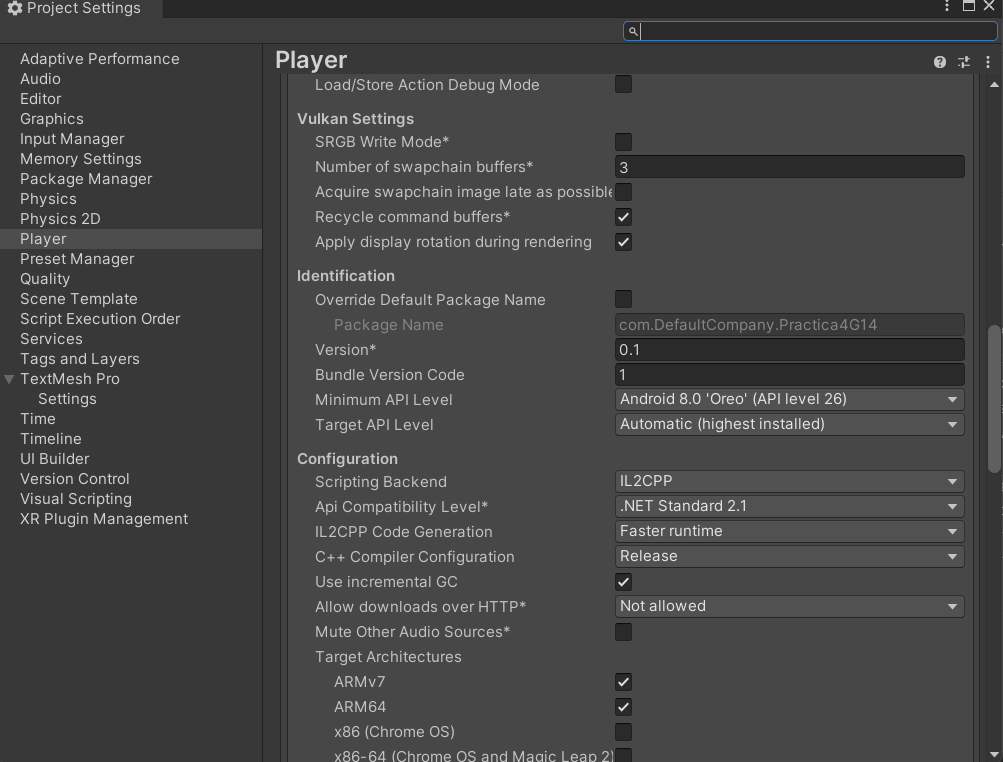 Project Settings
Adaptive Performance
Audio
Editor
Graphics
Input Manager
Memory Settings
Package Manager
Physics
Physics 2D
Player
Preset Manager
Quality
Scene Template
Script Execution Order
Services
Tags and Layers
TextMesh Pro
Settings
Time
Timeline
UI Builder
Version Control
Visual Scripting
XR Plugin Management
Player
Load/Store Action Debug Mode
Vulkan Settings
SRGB Write Mode*
Number of swapchain buffers* 3
Acquire swapchain image late as possible
Recycle command buffers*
Apply display rotation during rendering
Identification
Override Default Package Name
Package Name com.DefaultCompany.Practica4G14
Version* 0.1
Bundle Version Code 1
Minimum API Level Android 8.0 'Oreo' (API level 26)
Target API Level Automatic (highest installed)
Configuration
Scripting Backend IL2CPP
Api Compatibility Level* .NET Standard 2.1
IL2CPP Code Generation Faster runtime
C++ Compiler Configuration Release
Use incremental GC
Allow downloads over HTTP* Not allowed
Mute Other Audio Sources*
Target Architectures
ARMv7
ARM64
x86 (Chrome OS)
x86-64 (Chrome OS and Magic Leap 2)